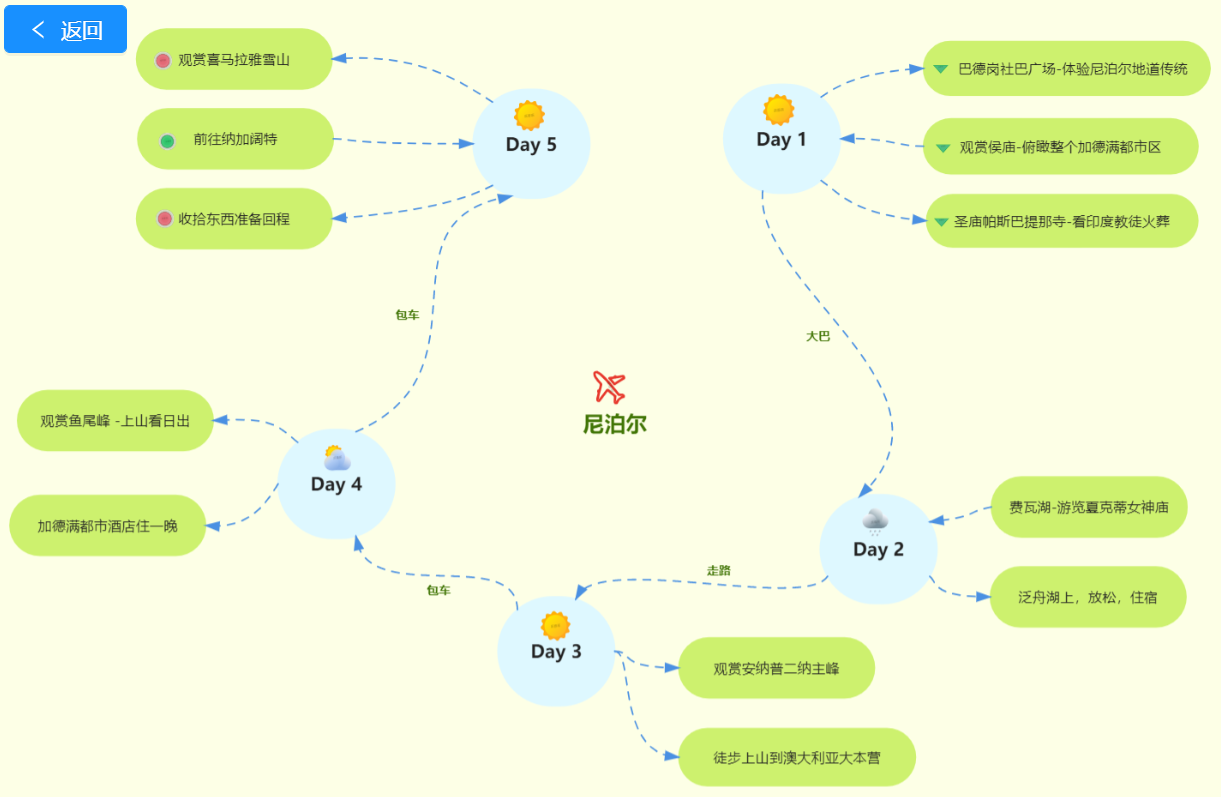 返回
尼泊尔
Day 1
巴德岗杜巴广场-体验尼泊尔地道传统
观赏侯庙-俯瞰整个加德满都市区
圣庙帕斯巴提那寺-看印度教徒火葬
大巴
Day 2
费瓦湖-游览夏克蒂女神庙
泛舟湖上，放松，住宿
走路
Day 3
观赏安纳普二纳主峰
徒步上山到澳大利亚大本营
包车
Day 4
观赏鱼尾峰 -上山看日出
加德满都市酒店住一晚
包车
Day 5
观赏喜马拉雅雪山
前往纳加阔特
收拾东西准备回程